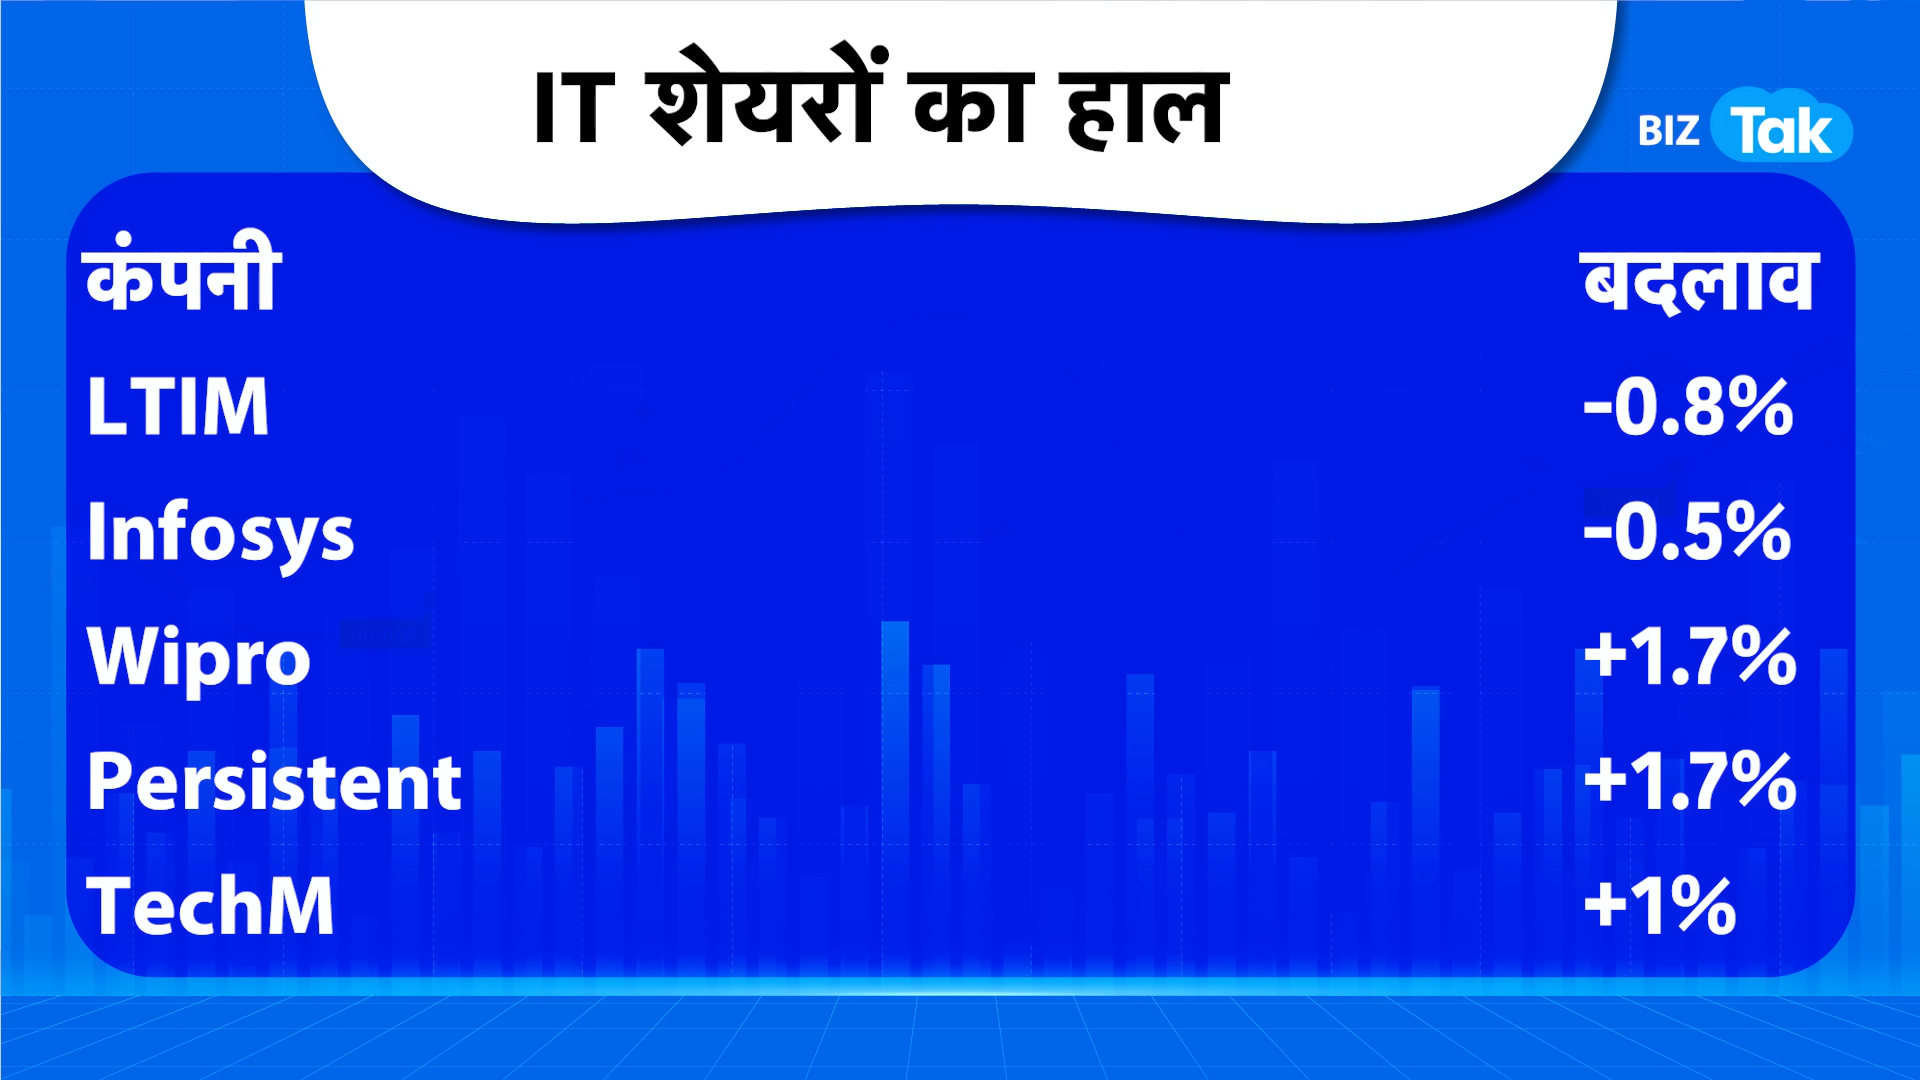 IT शेयरों का हाल
BIZ Tak
कंपनी बदलाव
LTIM -0.8%
Infosys -0.5%
Wipro +1.7%
Persistent +1.7%
TechM +1%